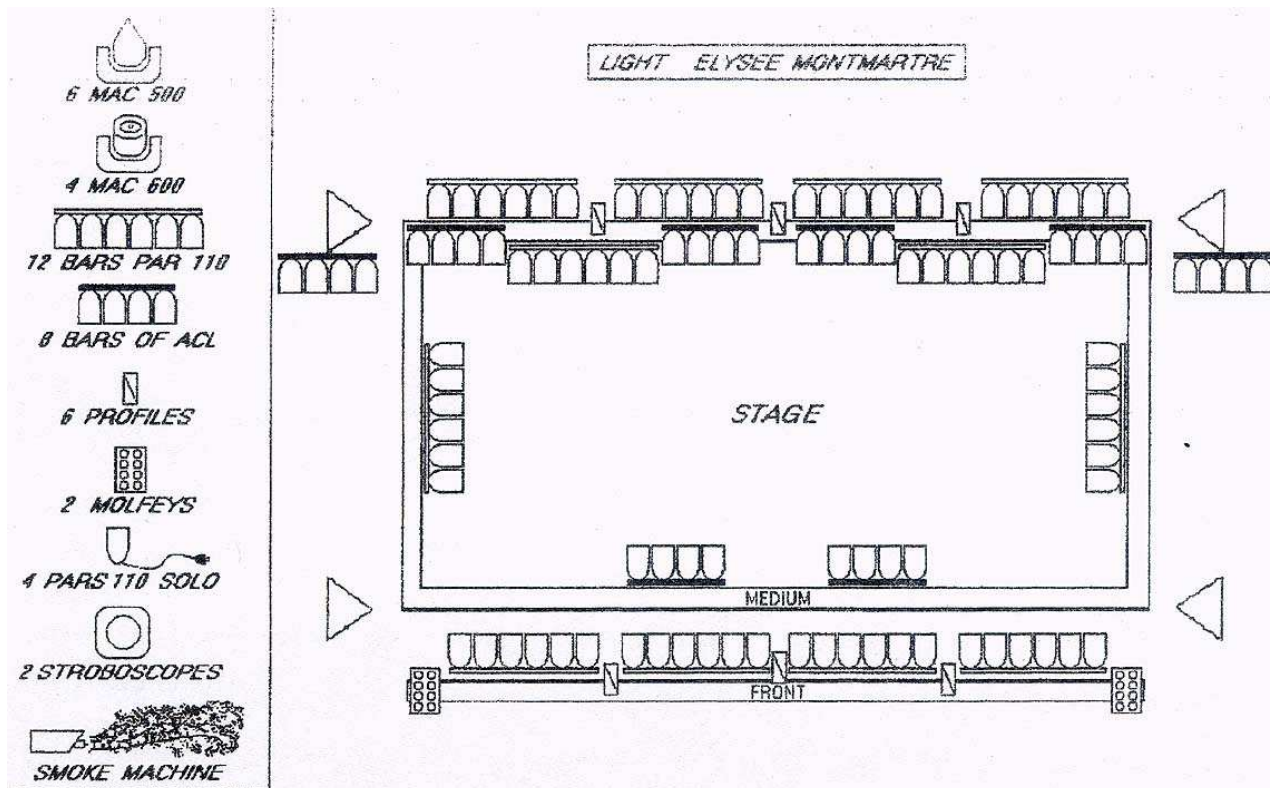 LIGHT ELYSEE MONTMARTRE
6 MAC 500
4 MAC 600
12 BARS PAR 110
8 BARS OF ACL
6 PROFILES
2 MOLFEYS
4 PARS 110 SOLO
2 STROBOSCOPES
SMOKE MACHINE
STAGE
MEDIUM
FRONT